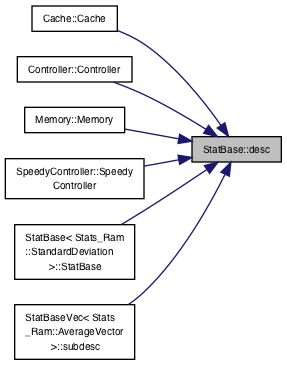 Cache::Cache
Controller::Controller
Memory::Memory
StatBase::desc
SpeedyController::Speedy
Controller
StatBase< Stats_Ram
::StandardDeviation
>::StatBase
StatBaseVec< Stats
_Ram::AverageVector
>::subdesc